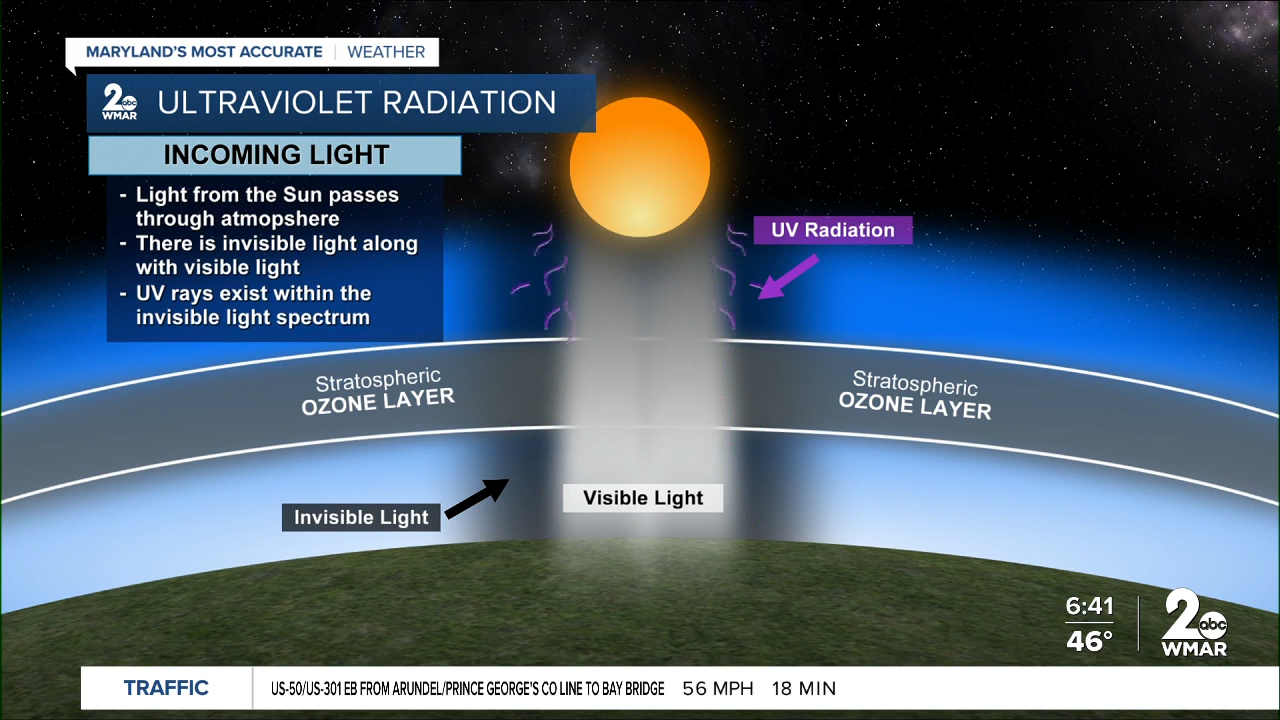 MARYLAND'S MOST ACCURATE | WEATHER
2 abc WMAR ULTRAVIOLET RADIATION
INCOMING LIGHT
- Light from the Sun passes
through atmopshere
- There is invisible light along
with visible light
- UV rays exist within the
invisible light spectrum
UV Radiation
Stratospheric
OZONE LAYER
Stratospheric
OZONE LAYER
Visible Light
Invisible Light
6:41
46°
2 abc
WMAR
TRAFFIC US-50/US-301 EB FROM ARUNDEL/PRINCE GEORGE'S CO LINE TO BAY BRIDGE 56 MPH 18 MIN